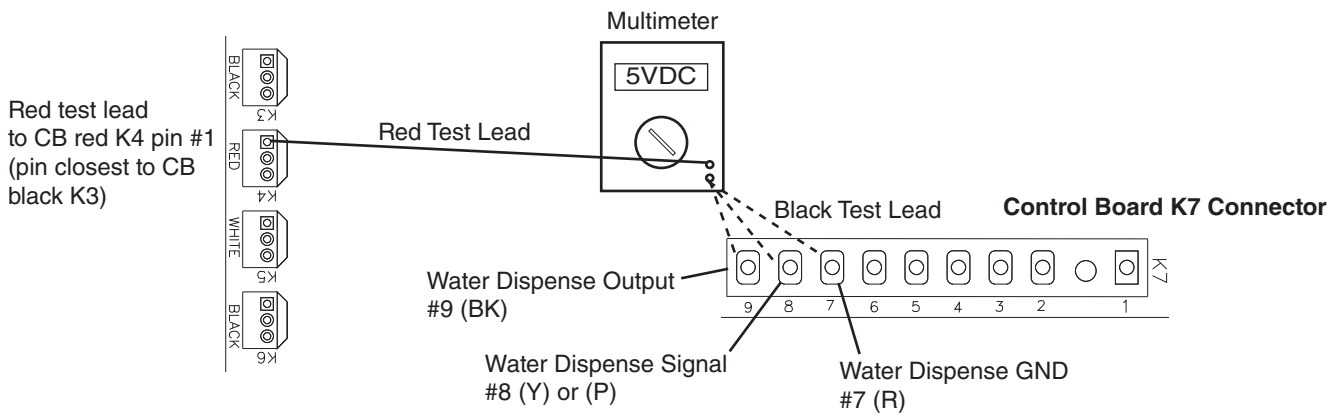 Multimeter
5VDC
BLACK
K3
Red test lead
to CB red K4 pin #1
(pin closest to CB
black K3)
RED
K4
Red Test Lead
WHITE
K5
BLACK
K6
Black Test Lead
Control Board K7 Connector
Water Dispense Output
#9 (BK)
K7
9 8 7 6 5 4 3 2 1
Water Dispense Signal
#8 (Y) or (P)
Water Dispense GND
#7 (R)